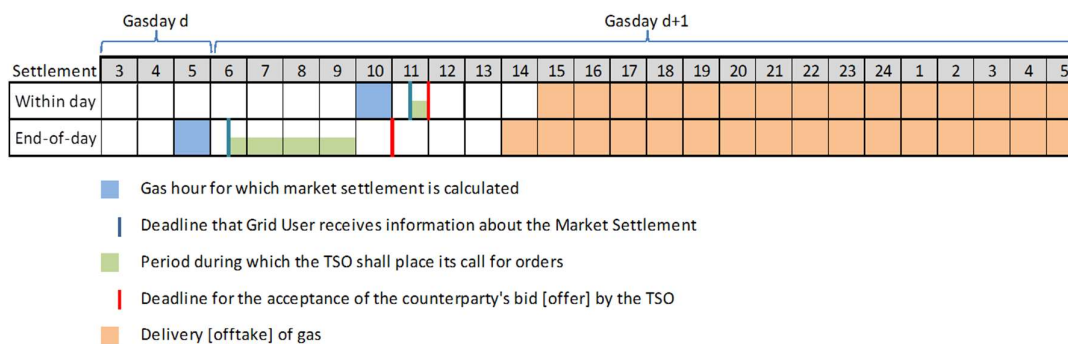 Gasday d Gasday d+1
Settlement 3 4 5 6 7 8 9 10 11 12 13 14 15 16 17 18 19 20 21 22 23 24 1 2 3 4 5
Within day
End-of-day
Gas hour for which market settlement is calculated
Deadline that Grid User receives information about the Market Settlement
Period during which the TSO shall place its call for orders
Deadline for the acceptance of the counterparty's bid [offer] by the TSO
Delivery [offtake] of gas